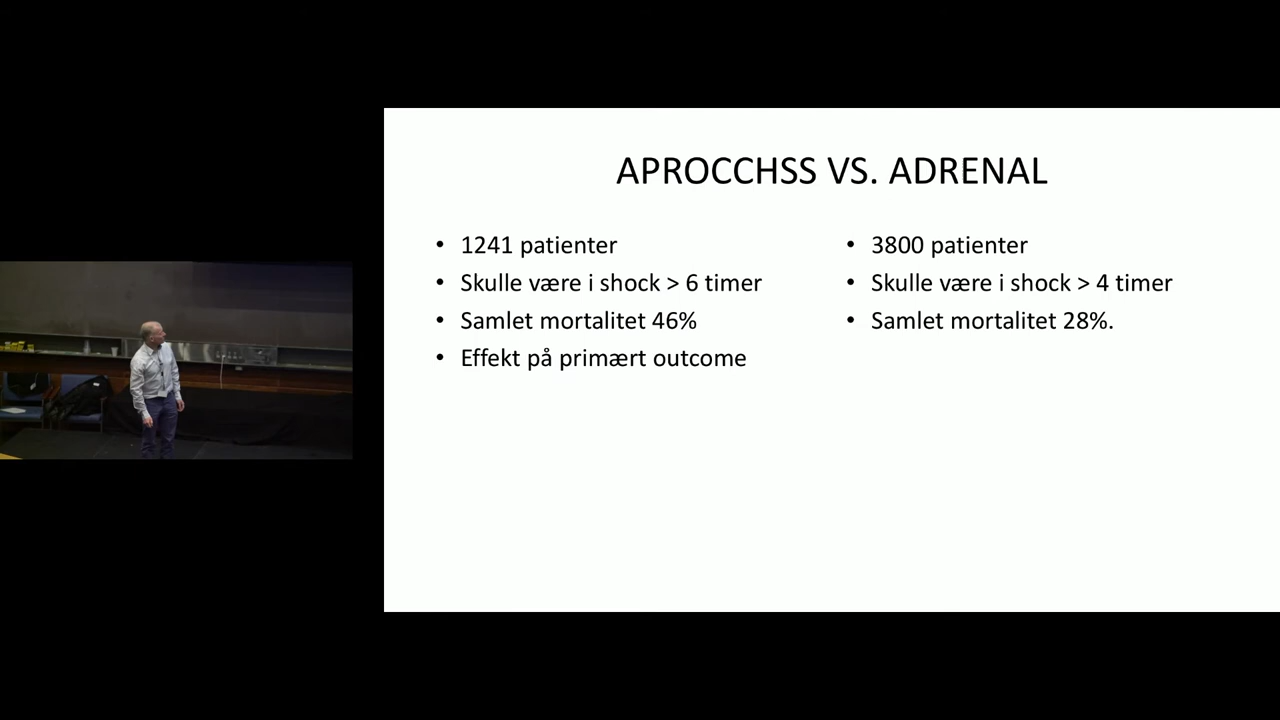 APROCCHSS VS. ADRENAL
• 1241 patienter
• Skulle være i shock > 6 timer
• Samlet mortalitet 46%
• Effekt på primært outcome
• 3800 patienter
• Skulle være i shock > 4 timer
• Samlet mortalitet 28%.